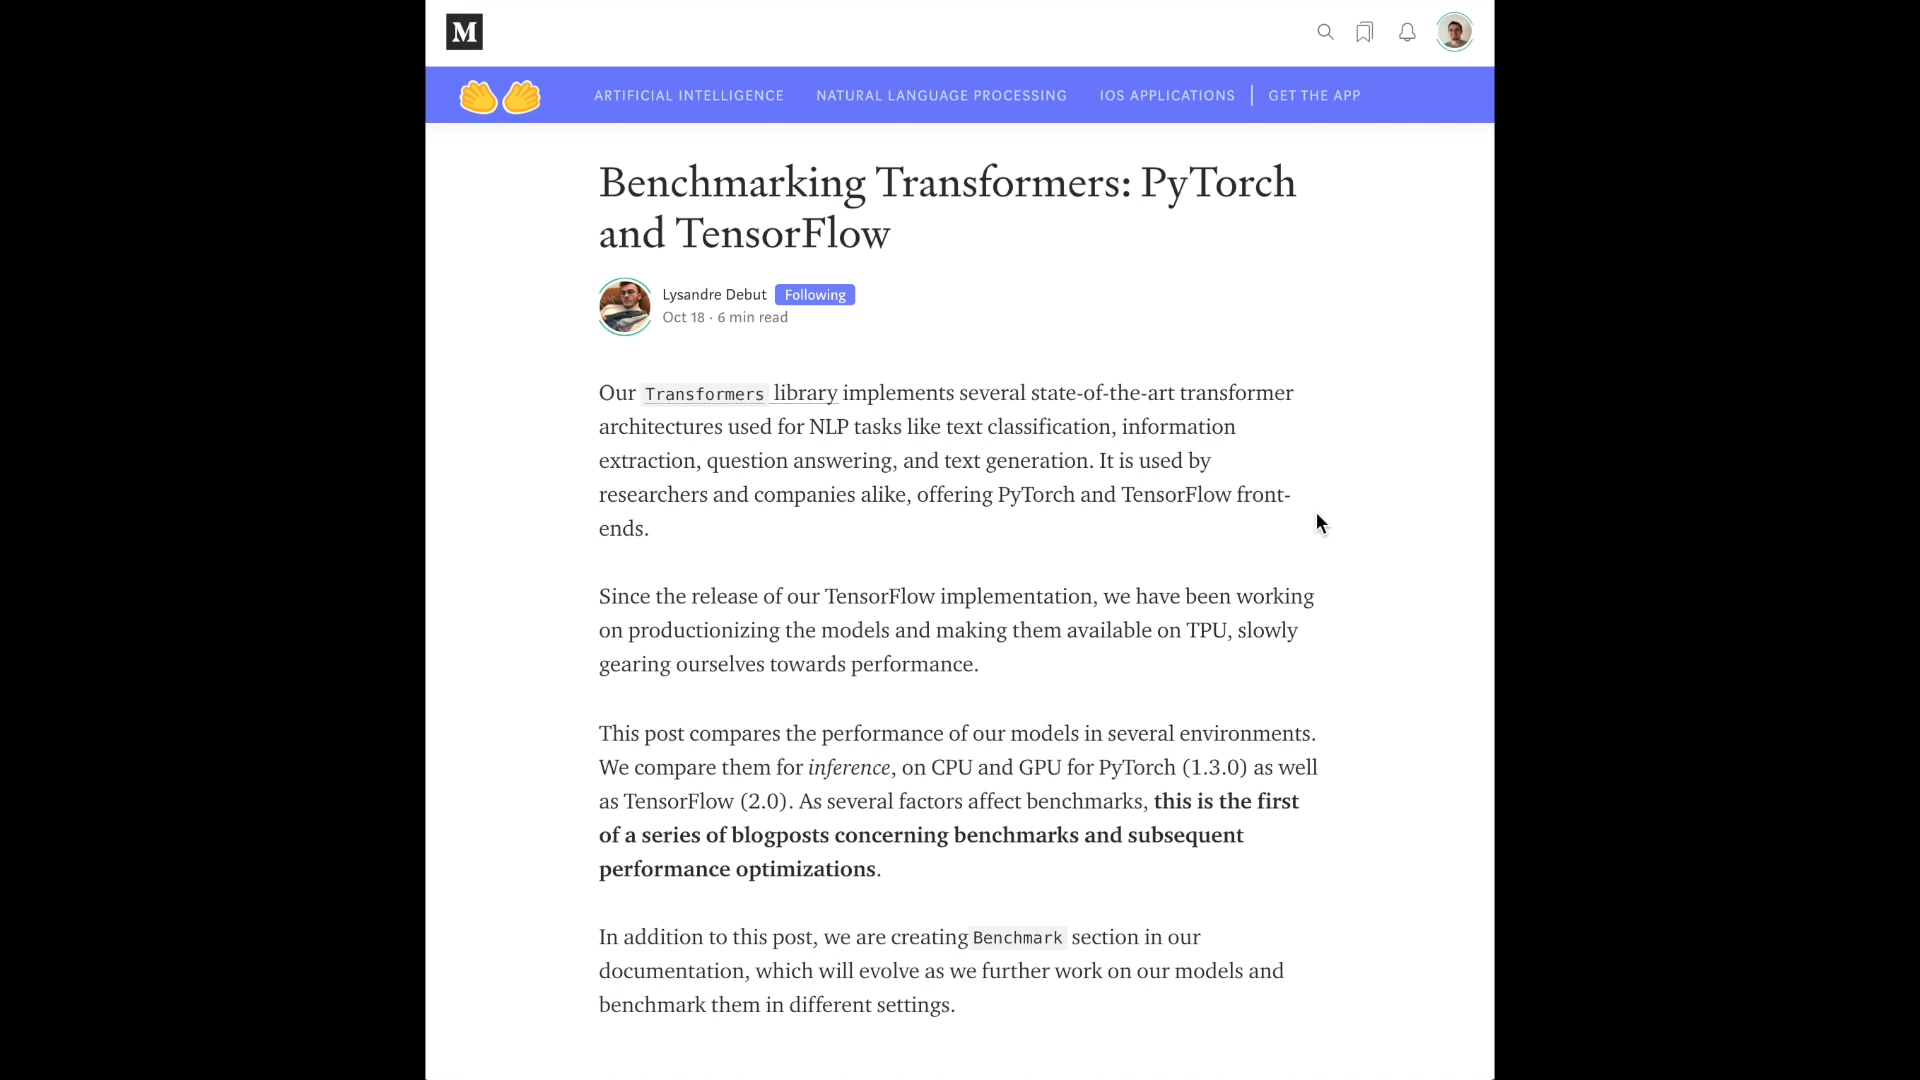 M
ARTIFICIAL INTELLIGENCE NATURAL LANGUAGE PROCESSING IOS APPLICATIONS GET THE APP
Benchmarking Transformers: PyTorch
and TensorFlow
Lysandre Debut Following
Oct 18 · 6 min read
Our Transformers library implements several state-of-the-art transformer
architectures used for NLP tasks like text classification, information
extraction, question answering, and text generation. It is used by
researchers and companies alike, offering PyTorch and TensorFlow front-
ends.
Since the release of our TensorFlow implementation, we have been working
on productionizing the models and making them available on TPU, slowly
gearing ourselves towards performance.
This post compares the performance of our models in several environments.
We compare them for inference, on CPU and GPU for PyTorch (1.3.0) as well
as TensorFlow (2.0). As several factors affect benchmarks, this is the first
of a series of blogposts concerning benchmarks and subsequent
performance optimizations.
In addition to this post, we are creating Benchmark section in our
documentation, which will evolve as we further work on our models and
benchmark them in different settings.